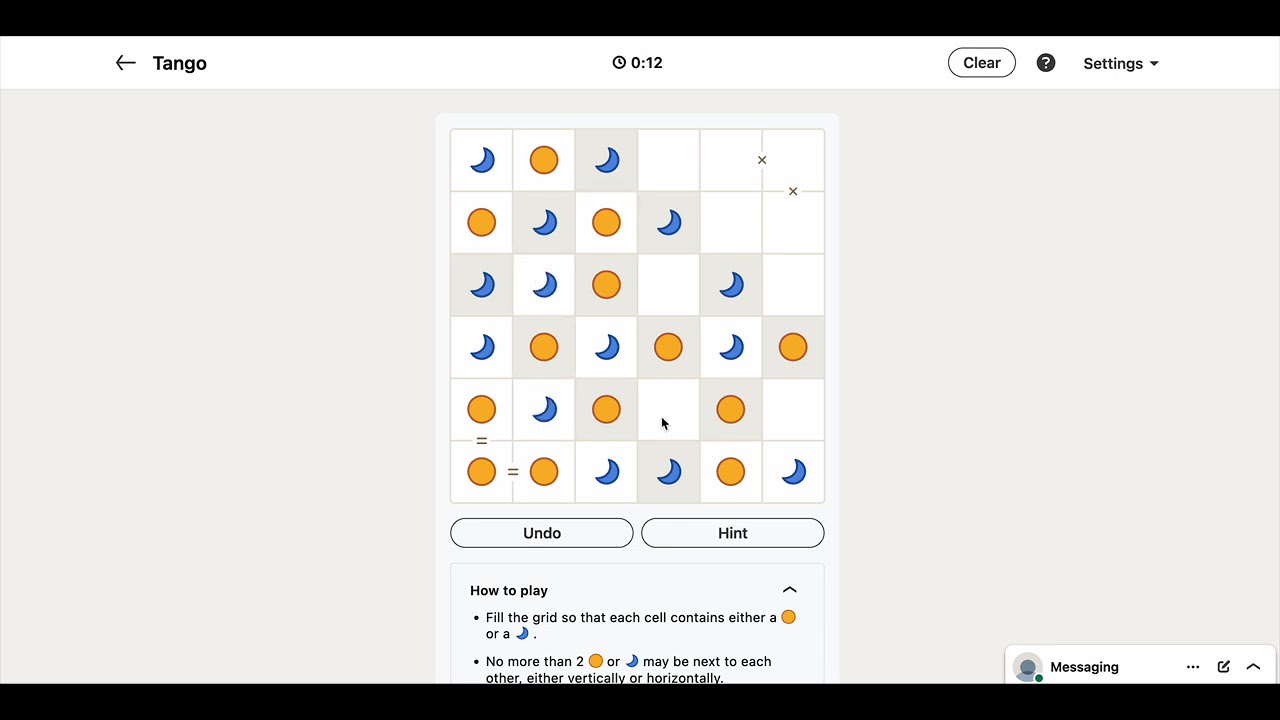 Tango
0:12
Clear
?
Settings
×
×
=
=
Undo
Hint
How to play
• Fill the grid so that each cell contains either a
or a .
• No more than 2 or may be next to each
other, either vertically or horizontally.
Messaging